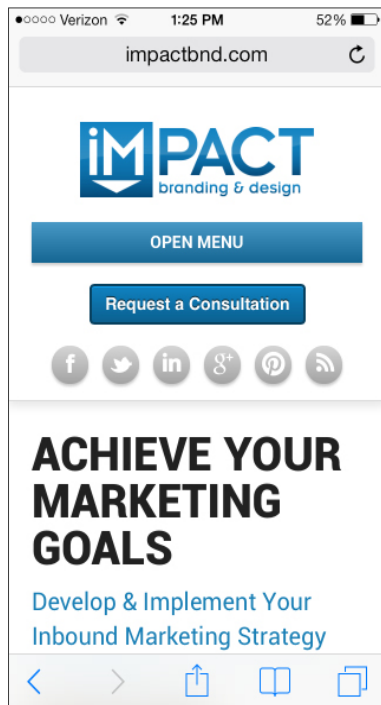 Verizon 1:25 PM 52%
impactbnd.com
iMPACT
branding & design
OPEN MENU
Request a Consultation
f in g+
ACHIEVE YOUR
MARKETING
GOALS
Develop & Implement Your
Inbound Marketing Strategy